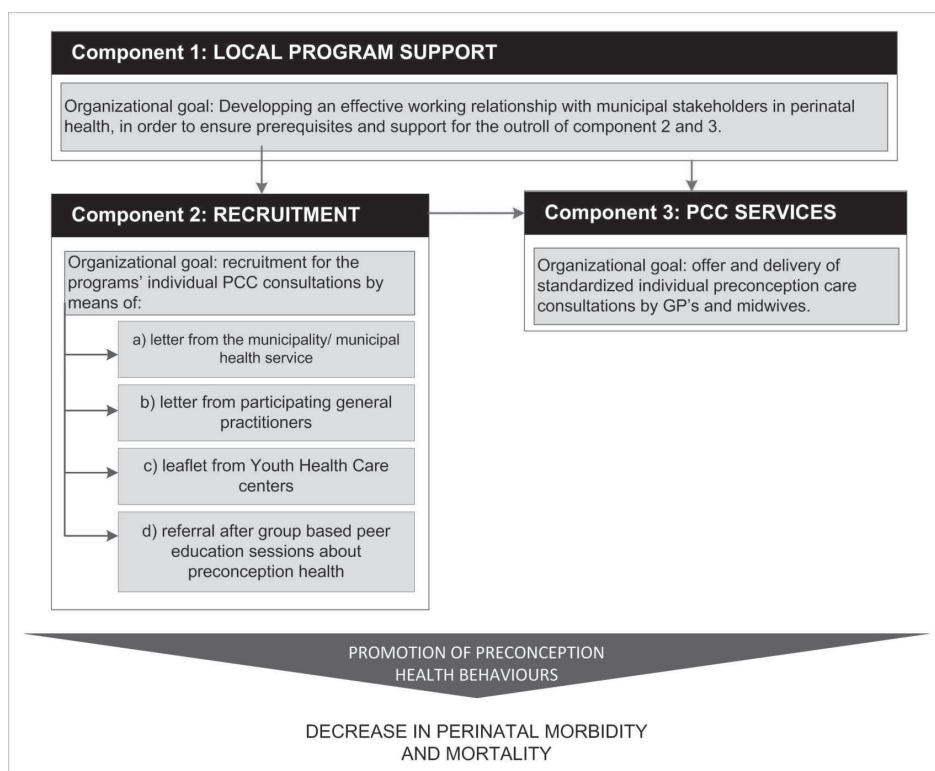 Component 1: LOCAL PROGRAM SUPPORT
Organizational goal: Developping an effective working relationship with municipal stakeholders in perinatal
health, in order to ensure prerequisites and support for the outroll of component 2 and 3.
Component 2: RECRUITMENT
Organizational goal: recruitment for the
programs' individual PCC consultations by
means of:
a) letter from the municipality/ municipal
health service
b) letter from participating general
practitioners
c) leaflet from Youth Health Care
centers
d) referral after group based peer
education sessions about
preconception health
Component 3: PCC SERVICES
Organizational goal: offer and delivery of
standardized individual preconception care
consultations by GP's and midwives.
PROMOTION OF PRECONCEPTION
HEALTH BEHAVIOURS
DECREASE IN PERINATAL MORBIDITY
AND MORTALITY